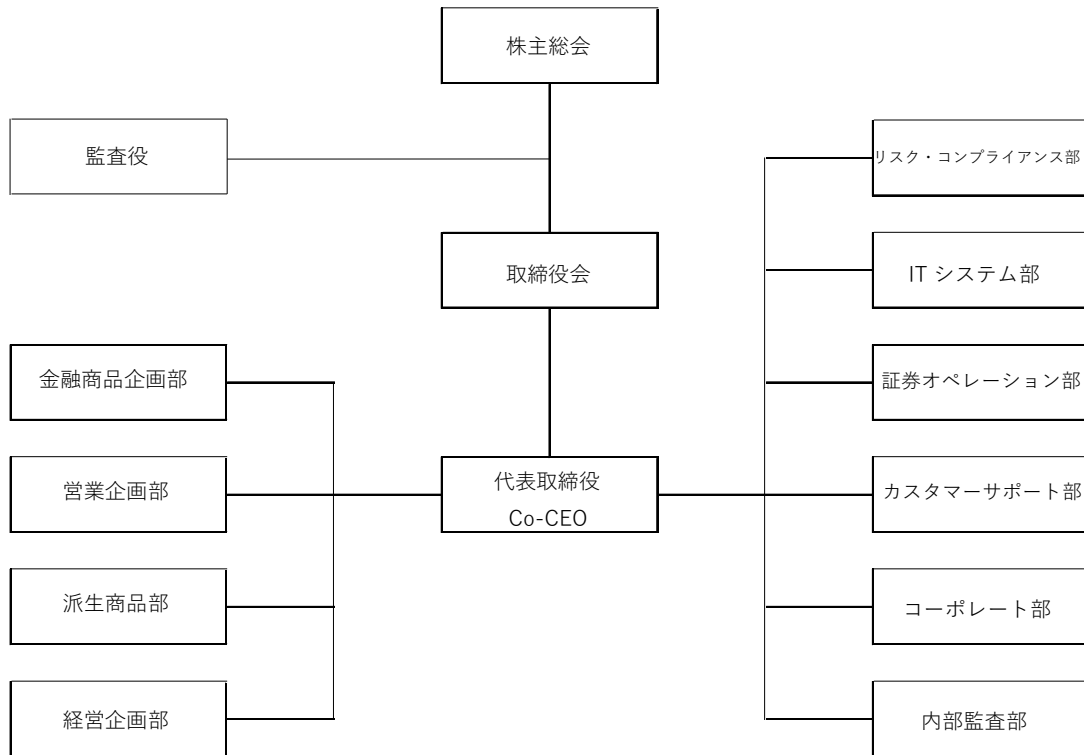 株主総会
監査役
リスク・コンプライアンス部
取締役会
IT システム部
金融商品企画部
証券オペレーション部
営業企画部
代表取締役
Co-CEO
カスタマーサポート部
派生商品部
コーポレート部
経営企画部
内部監査部